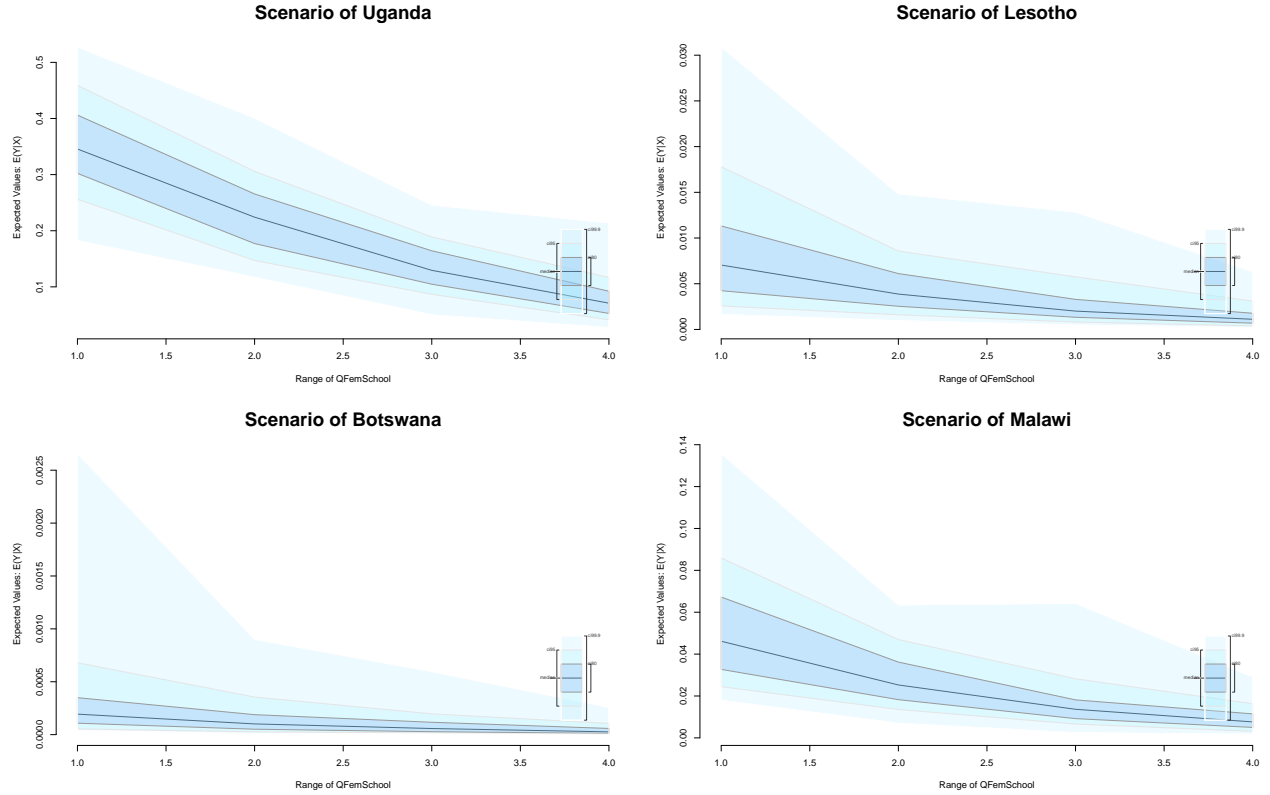 Scenario of Uganda
Expected Values: E(Y|X)
0.5
0.4
0.3
0.2
0.1
1.0 1.5 2.0 2.5 3.0 3.5 4.0
Range of QFemSchool
median
Scenario of Lesotho
Expected Values: E(Y|X)
0.030
0.025
0.020
0.015
0.010
0.005
0.000
1.0 1.5 2.0 2.5 3.0 3.5 4.0
Range of QFemSchool
median
Scenario of Botswana
Expected Values: E(Y|X)
0.0025
0.0020
0.0015
0.0010
0.0005
0.0000
1.0 1.5 2.0 2.5 3.0 3.5 4.0
Range of QFemSchool
median
Scenario of Malawi
Expected Values: E(Y|X)
0.14
0.12
0.10
0.08
0.06
0.04
0.02
0.00
1.0 1.5 2.0 2.5 3.0 3.5 4.0
Range of QFemSchool
median